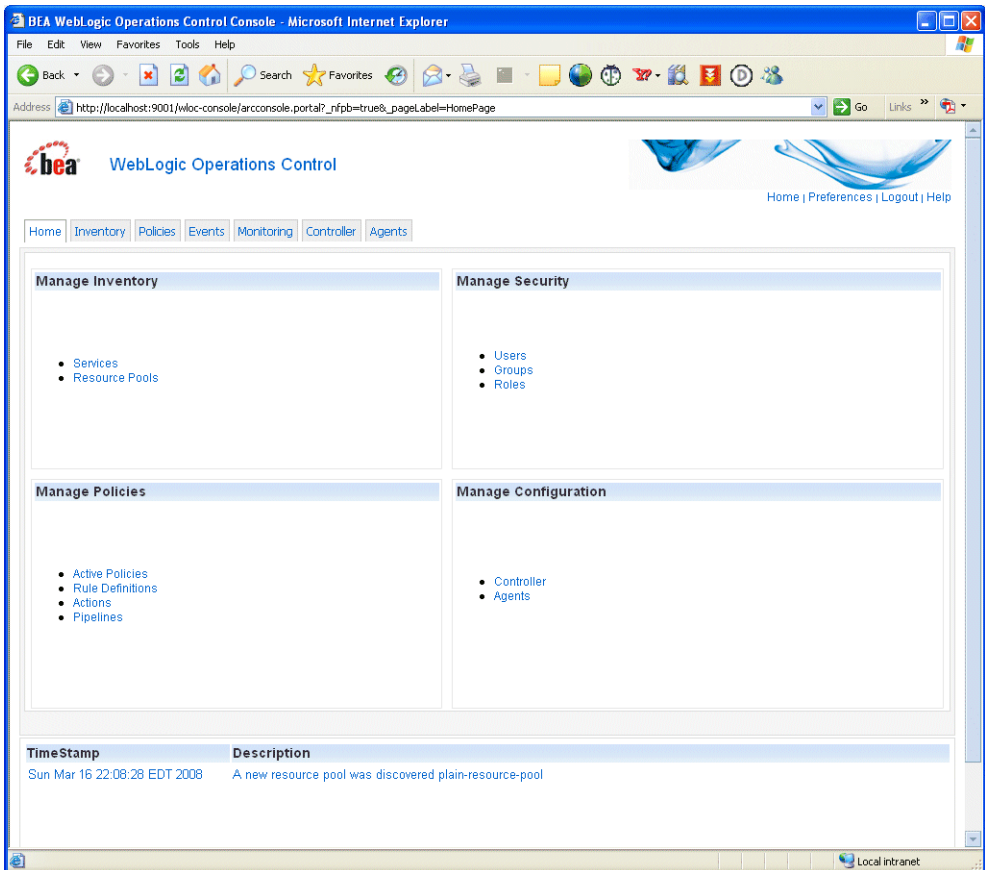 BEA WebLogic Operations Control Console - Microsoft Internet Explorer
File Edit View Favorites Tools Help
Back Search Favorites
Address http://localhost:9001/wloc-console/arcconsole.portal?_nfpb=true&_pageLabel=HomePage Go Links »
bea WebLogic Operations Control
Home | Preferences | Logout | Help
Home Inventory Policies Events Monitoring Controller Agents
Manage Inventory
Services
Resource Pools
Manage Security
Users
Groups
Roles
Manage Policies
Active Policies
Rule Definitions
Actions
Pipelines
Manage Configuration
Controller
Agents
TimeStamp Description
Sun Mar 16 22:08:28 EDT 2008 A new resource pool was discovered plain-resource-pool
Local intranet